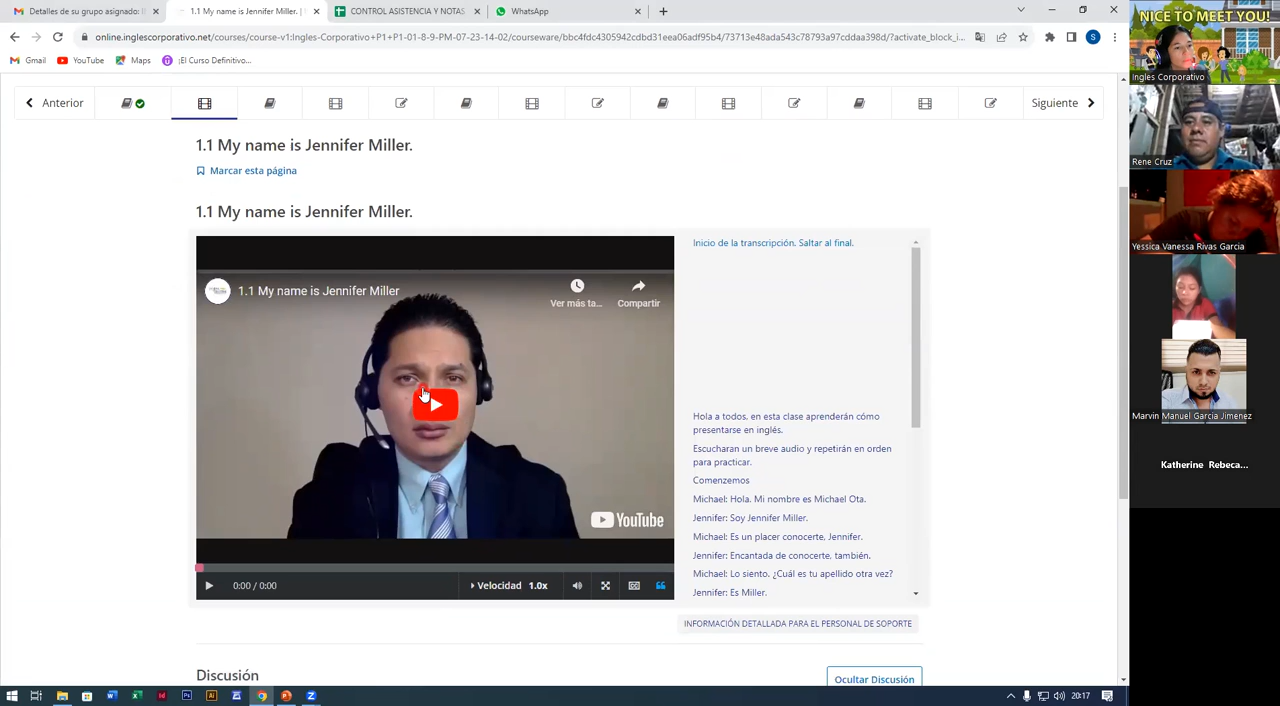 Detalles de su grupo asignado:
1.1 My name is Jennifer Miller. |
CONTROL ASISTENCIA Y NOTAS
WhatsApp
online.inglescorporativo.net/courses/course-v1:Ingles-Corporativo+P1+P1-01-8-9-PM-0-23-14-02/courseware/bbc4fdc4305942cdbd31eea06adf95b4/73713e48ada543c78793a97cddaa398d/?activate_block_i...
S
Gmail
YouTube
Maps
¡El Curso Definitivo...
Anterior
Siguiente
1.1 My name is Jennifer Miller.
Marcar esta página
1.1 My name is Jennifer Miller.
1.1 My name is Jennifer Miller
Ver más ta...
Compartir
YouTube
0:00 / 0:00
Velocidad 1.0x
Inicio de la transcripción. Saltar al final.
Hola a todos, en esta clase aprenderán cómo
presentarse en inglés.
Escucharan un breve audio y repetirán en orden
para practicar.
Comenzemos
Michael: Hola. Mi nombre es Michael Ota.
Jennifer: Soy Jennifer Miller.
Michael: Es un placer conocerte, Jennifer.
Jennifer: Encantada de conocerte, también.
Michael: Lo siento. ¿Cuál es tu apellido otra vez?
Jennifer: Es Miller.
INFORMACIÓN DETALLADA PARA EL PERSONAL DE SOPORTE
Discusión
Ocultar Discusión
20:17
NICE TO MEET YOU!
Ingles Corporativo
Rene Cruz
Yessica Vanessa Rivas Garcia
Marvin Manuel Garcia Jimenez
Katherine Rebeca...